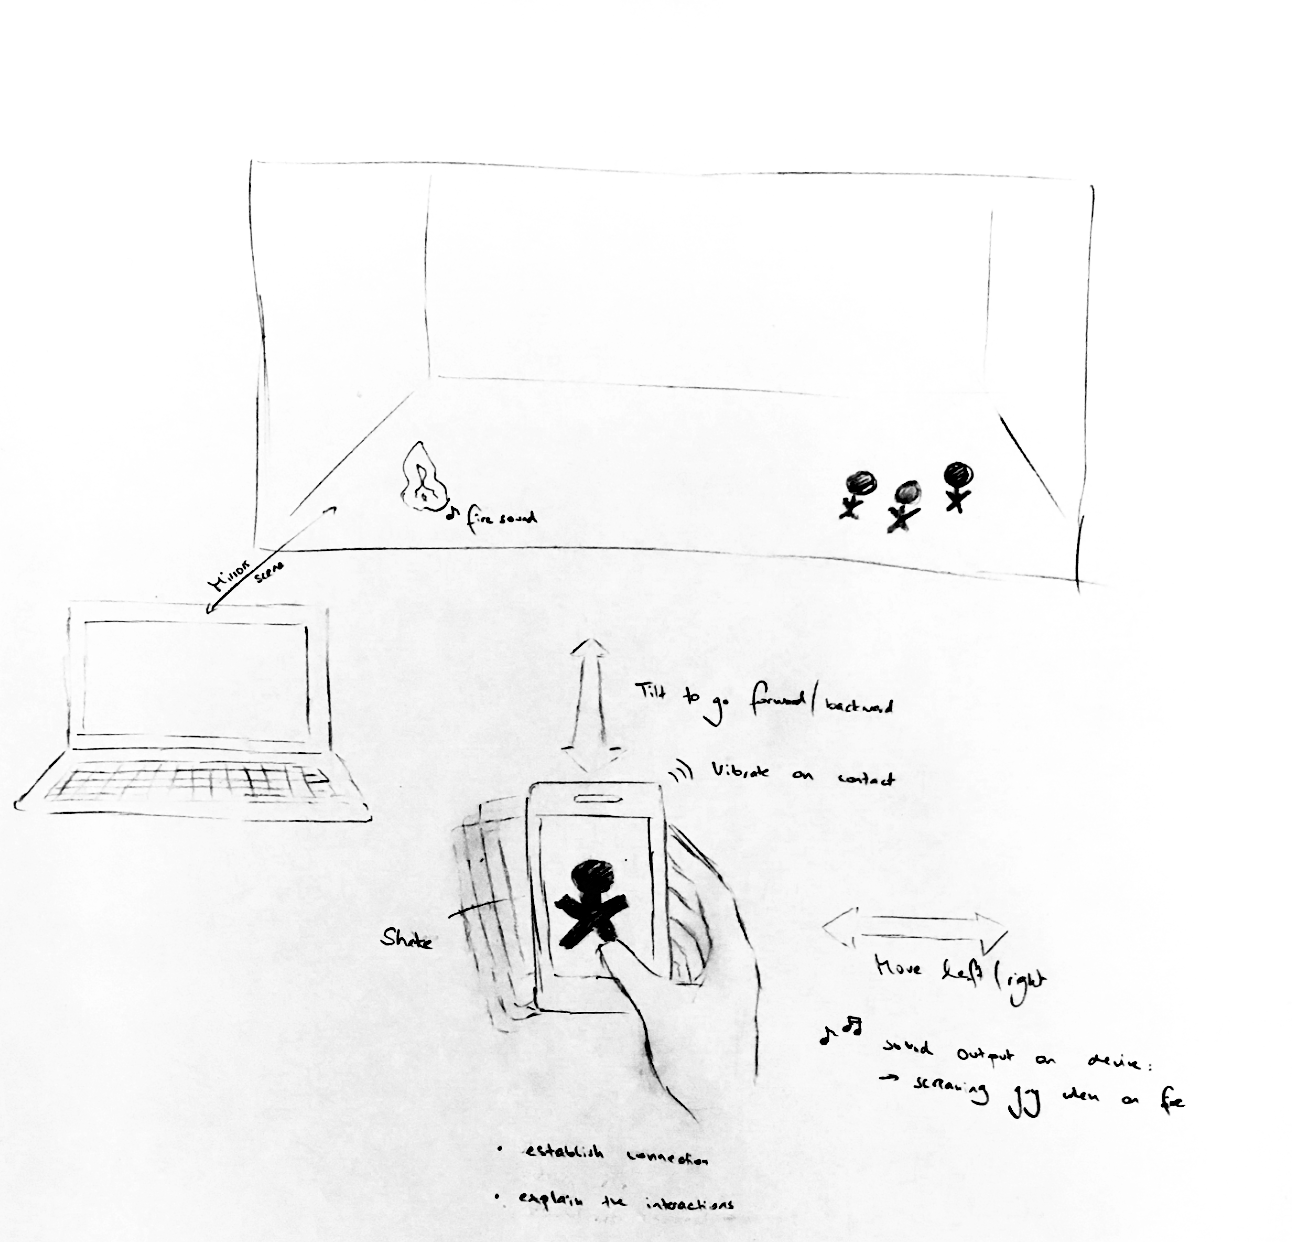 fire sound
Mirror
scene
Tilt to go forward/backward
Vibrate on contact
Shake
Move left/right
sound output on device:
→ screaming guy when on fire
• establish connection
• explain the interactions